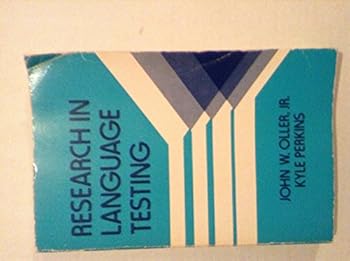 RESEARCH IN
LANGUAGE
TESTING
JOHN W. OLLER, JR.
KYLE PERKINS